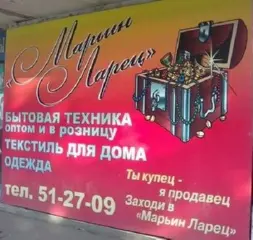 «Марьин
Ларец»
БЫТОВАЯ ТЕХНИКА
оптом и в розницу
ТЕКСТИЛЬ ДЛЯ ДОМА
ОДЕЖДА
тел. 51-27-09
Ты купец -
я продавец
Заходи в
"Марьин Ларец"